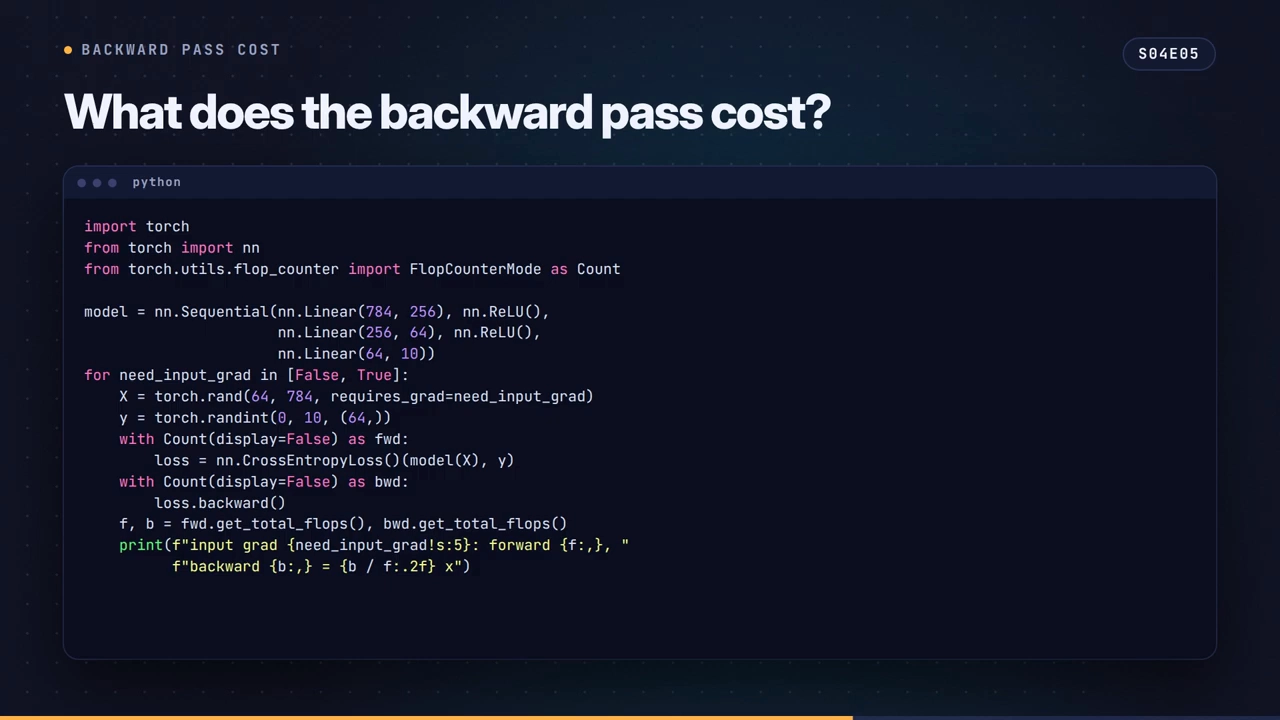 BACKWARD PASS COST
S04E05
What does the backward pass cost?
python
import torch
from torch import nn
from torch.utils.flop_counter import FlopCounterMode as Count

model = nn.Sequential(nn.Linear(784, 256), nn.ReLU(),
                      nn.Linear(256, 64), nn.ReLU(),
                      nn.Linear(64, 10))
for need_input_grad in [False, True]:
    X = torch.rand(64, 784, requires_grad=need_input_grad)
    y = torch.randint(0, 10, (64,))
    with Count(display=False) as fwd:
        loss = nn.CrossEntropyLoss()(model(X), y)
    with Count(display=False) as bwd:
        loss.backward()
    f, b = fwd.get_total_flops(), bwd.get_total_flops()
    print(f"input grad {need_input_grad!s:5}: forward {f:,}, "
          f"backward {b:,} = {b / f:.2f} x")